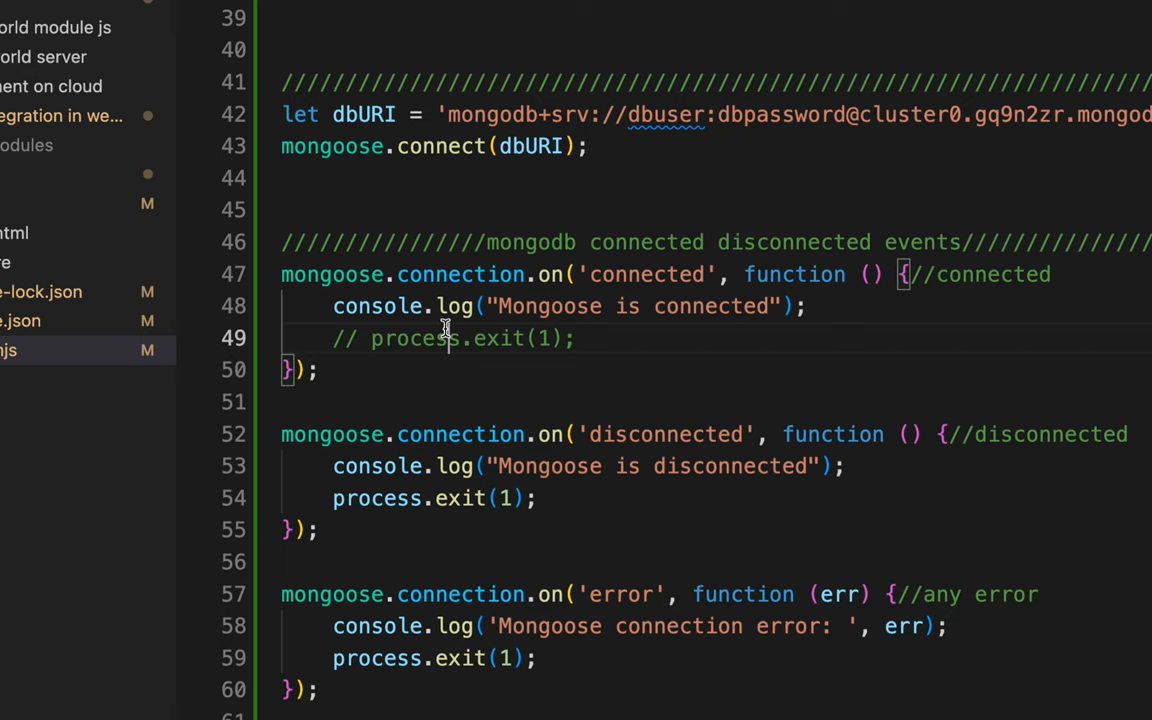 orld module js
orld server
ent on cloud
egration in we...
odules
M
tml
re
e-lock.json M
e.json M
njs M
39
40
41 ////////////////////////////////////////////////////////////////////
42 let dbURI = 'mongodb+srv://dbuser:dbpassword@cluster0.gq9n2zr.mongod
43 mongoose.connect(dbURI);
44
45
46 ////////////////mongodb connected disconnected events///////////////
47 mongoose.connection.on('connected', function () {//connected
48 console.log("Mongoose is connected");
49 // process.exit(1);
50 });
51
52 mongoose.connection.on('disconnected', function () {//disconnected
53 console.log("Mongoose is disconnected");
54 process.exit(1);
55 });
56
57 mongoose.connection.on('error', function (err) {//any error
58 console.log('Mongoose connection error: ', err);
59 process.exit(1);
60 });